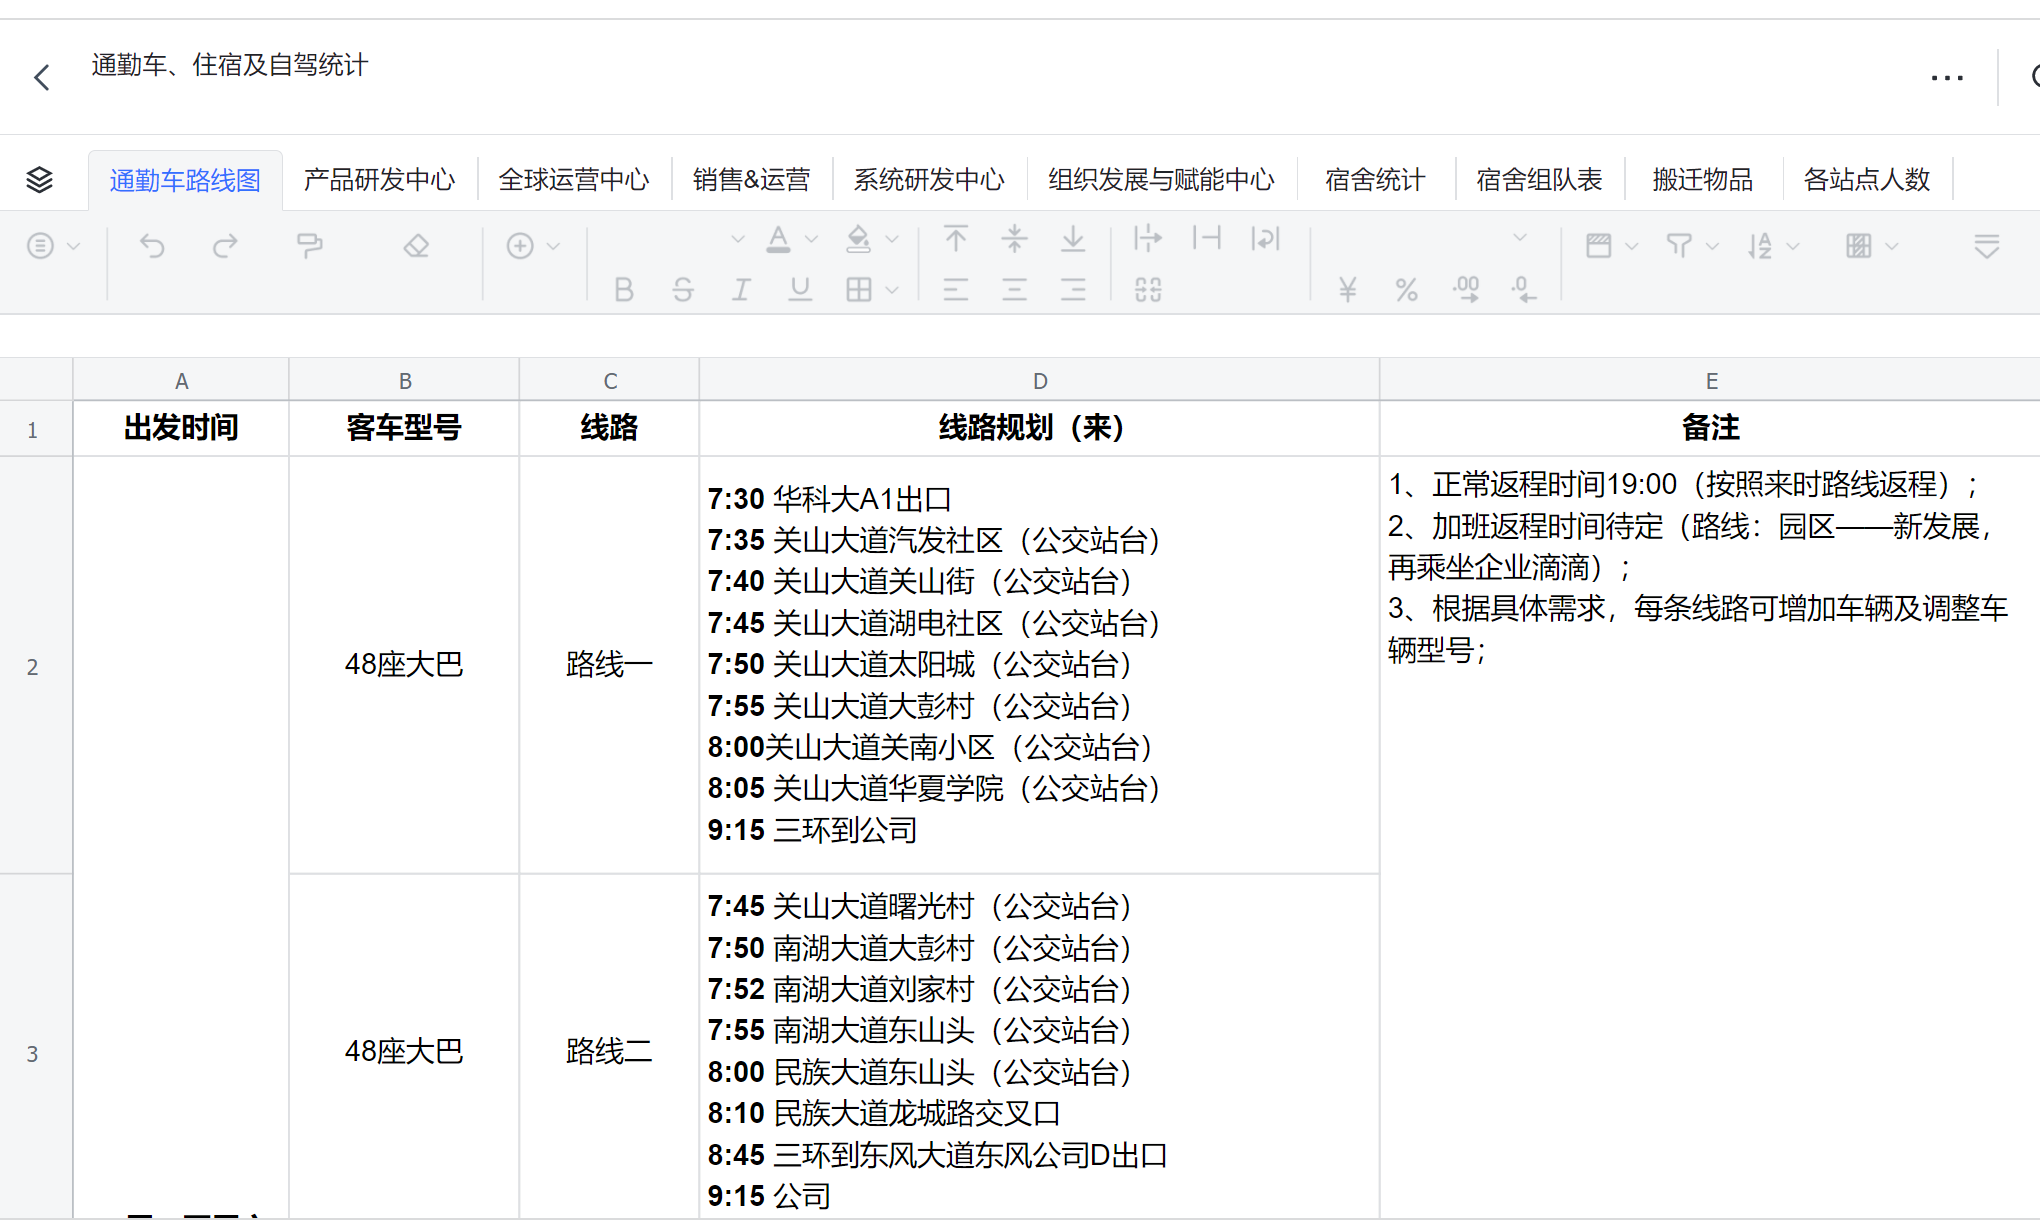 通勤车、住宿及自驾统计
通勤车路线图 产品研发中心 全球运营中心 销售&运营 系统研发中心 组织发展与赋能中心 宿舍统计 宿舍组队表 搬迁物品 各站点人数
A B C D E
1 出发时间 客车型号 线路 线路规划（来） 备注
2 48座大巴 路线一
7:30 华科大A1出口
7:35 关山大道汽发社区（公交站台）
7:40 关山大道关山街（公交站台）
7:45 关山大道湖电社区（公交站台）
7:50 关山大道太阳城（公交站台）
7:55 关山大道大彭村（公交站台）
8:00关山大道关南小区（公交站台）
8:05 关山大道华夏学院（公交站台）
9:15 三环到公司
1、正常返程时间19:00（按照来时路线返程）；
2、加班返程时间待定（路线：园区——新发展，
再乘坐企业滴滴）；
3、根据具体需求，每条线路可增加车辆及调整车
辆型号；
3 48座大巴 路线二
7:45 关山大道曙光村（公交站台）
7:50 南湖大道大彭村（公交站台）
7:52 南湖大道刘家村（公交站台）
7:55 南湖大道东山头（公交站台）
8:00 民族大道东山头（公交站台）
8:10 民族大道龙城路交叉口
8:45 三环到东风大道东风公司D出口
9:15 公司